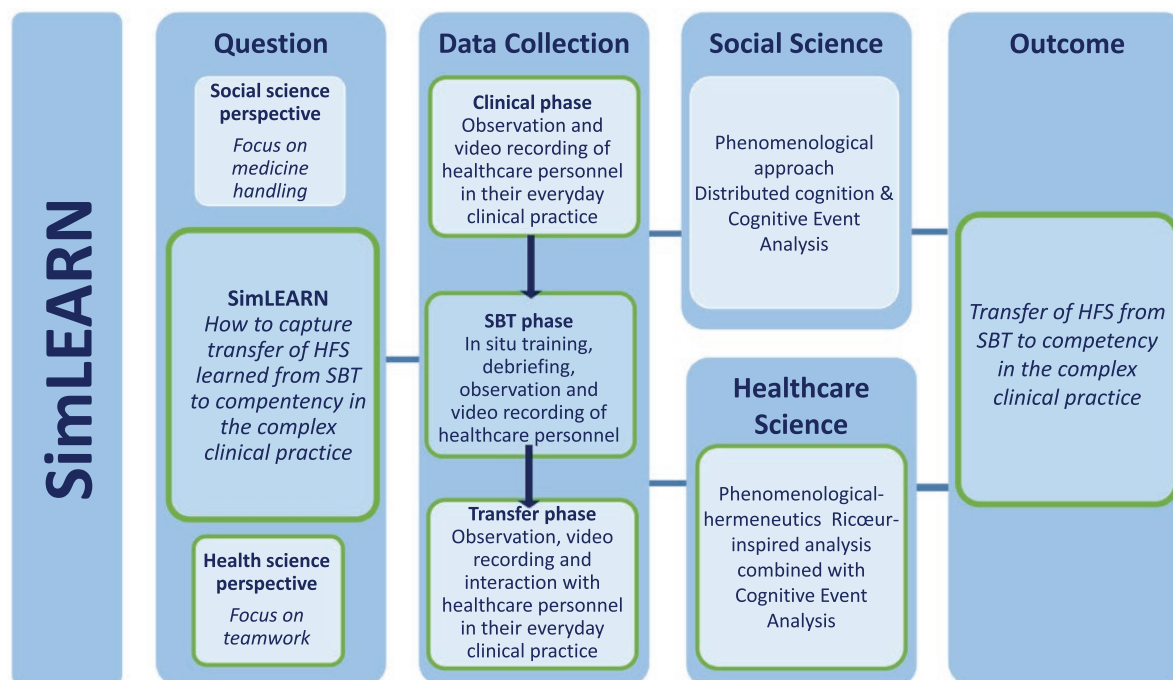 SimLEARN
Question
Social science
perspective
Focus on
medicine
handling
SimLEARN
How to capture
transfer of HFS
learned from SBT
to compentency in
the complex
clinical practice
Health science
perspective
Focus on
teamwork
Data Collection
Clinical phase
Observation and
video recording of
healthcare personnel
in their everyday
clinical practice
SBT phase
In situ training,
debriefing,
observation and
video recording of
healthcare personnel
Transfer phase
Observation, video
recording and
interaction with
healthcare personnel
in their everyday
clinical practice
Social Science
Phenomenological
approach
Distributed cognition &
Cognitive Event
Analysis
Healthcare
Science
Phenomenological-
hermeneutics Ricœur-
inspired analysis
combined with
Cognitive Event
Analysis
Outcome
Transfer of HFS from
SBT to competency
in the complex
clinical practice